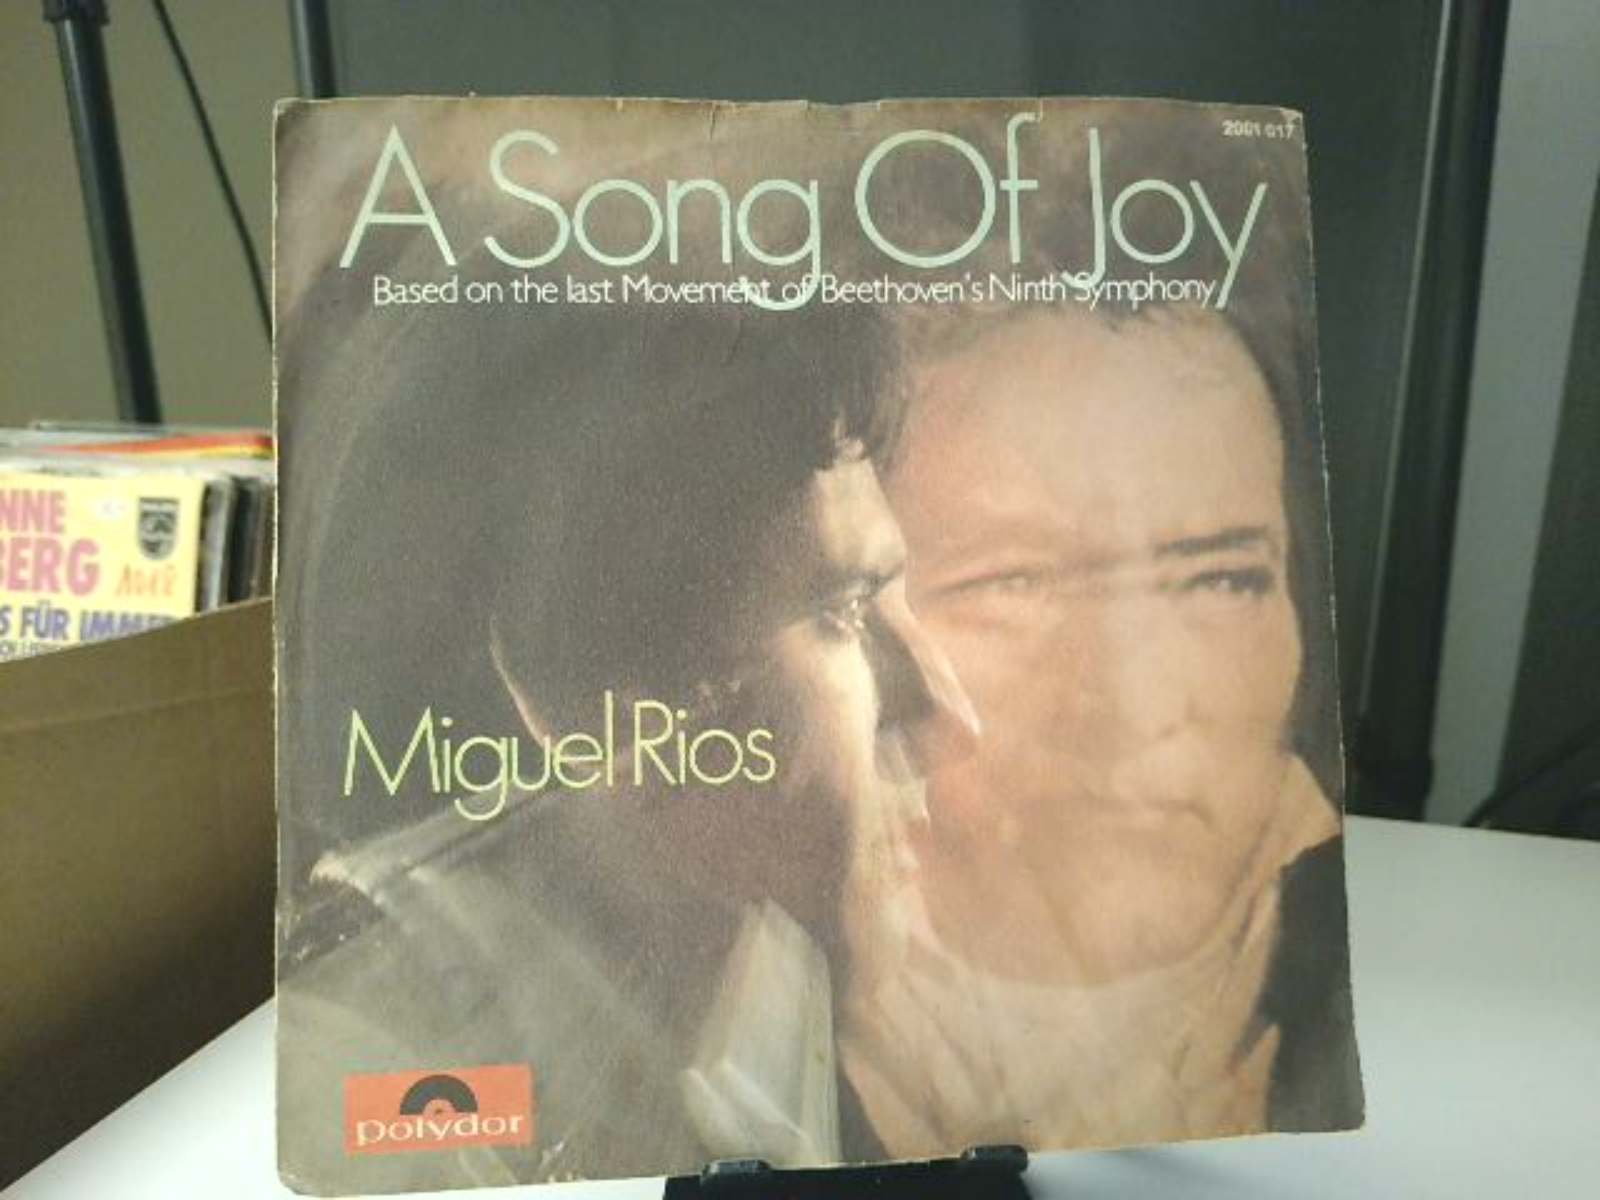 2001 017
A Song Of Joy
Based on the last Movement of Beethoven's Ninth Symphony
Miguel Rios
polydor
NNE
BERG
S FÜR IMMER